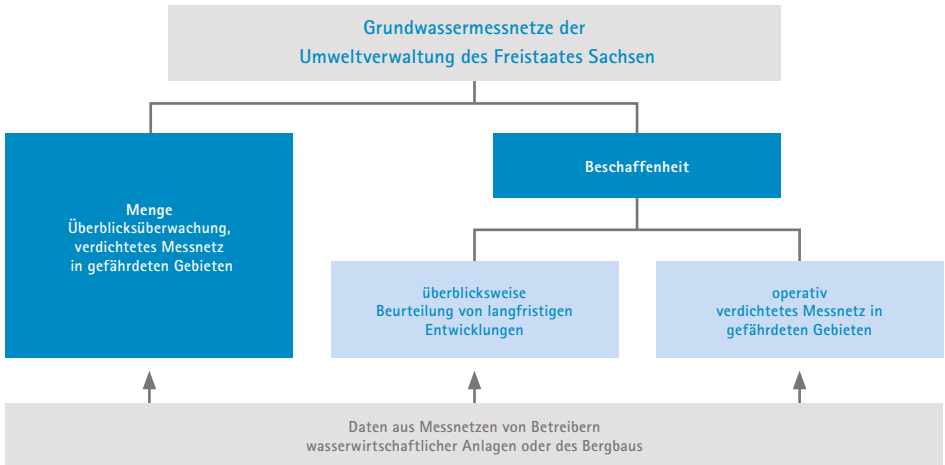 Grundwassermessnetze der
Umweltverwaltung des Freistaates Sachsen
Menge
Überblicksüberwachung,
verdichtetes Messnetz
in gefährdeten Gebieten
Beschaffenheit
überblicksweise
Beurteilung von langfristigen
Entwicklungen
operativ
verdichtetes Messnetz in
gefährdeten Gebieten
Daten aus Messnetzen von Betreibern
wasserwirtschaftlicher Anlagen oder des Bergbaus